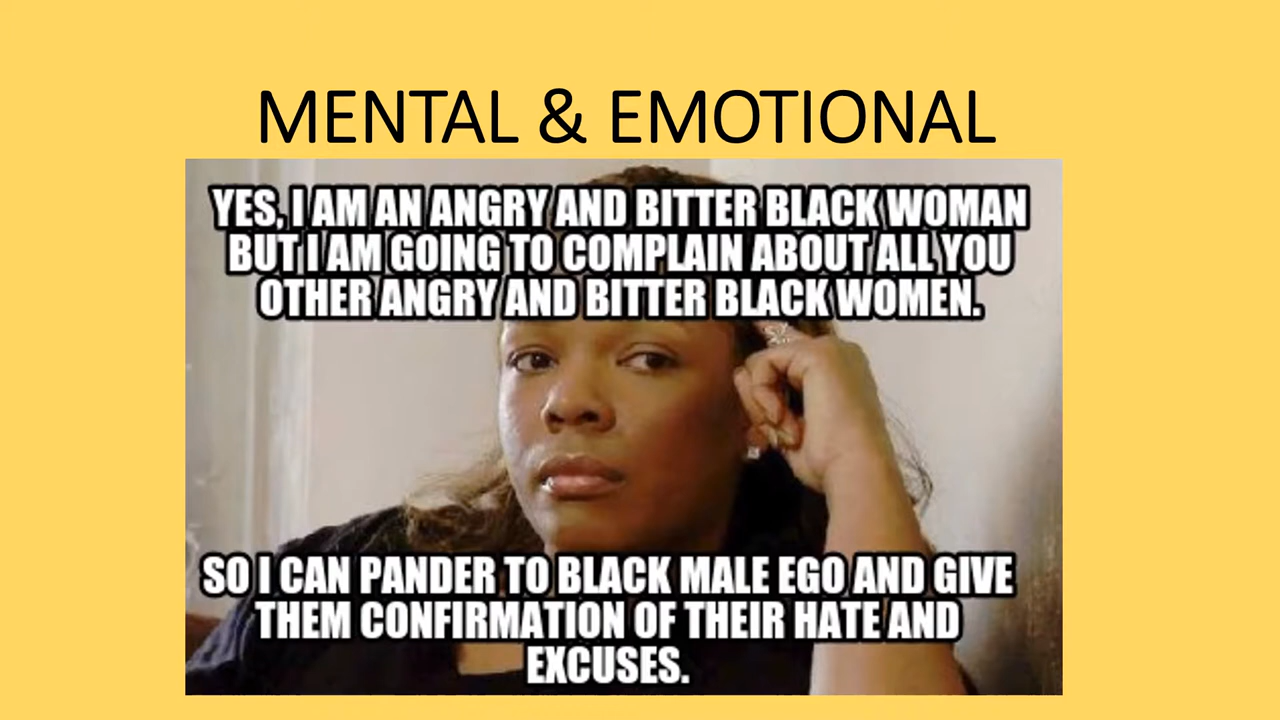 MENTAL & EMOTIONAL
YES, I AM AN ANGRY AND BITTER BLACK WOMAN
BUT I AM GOING TO COMPLAIN ABOUT ALL YOU
OTHER ANGRY AND BITTER BLACK WOMEN.
SO I CAN PANDER TO BLACK MALE EGO AND GIVE
THEM CONFIRMATION OF THEIR HATE AND
EXCUSES.